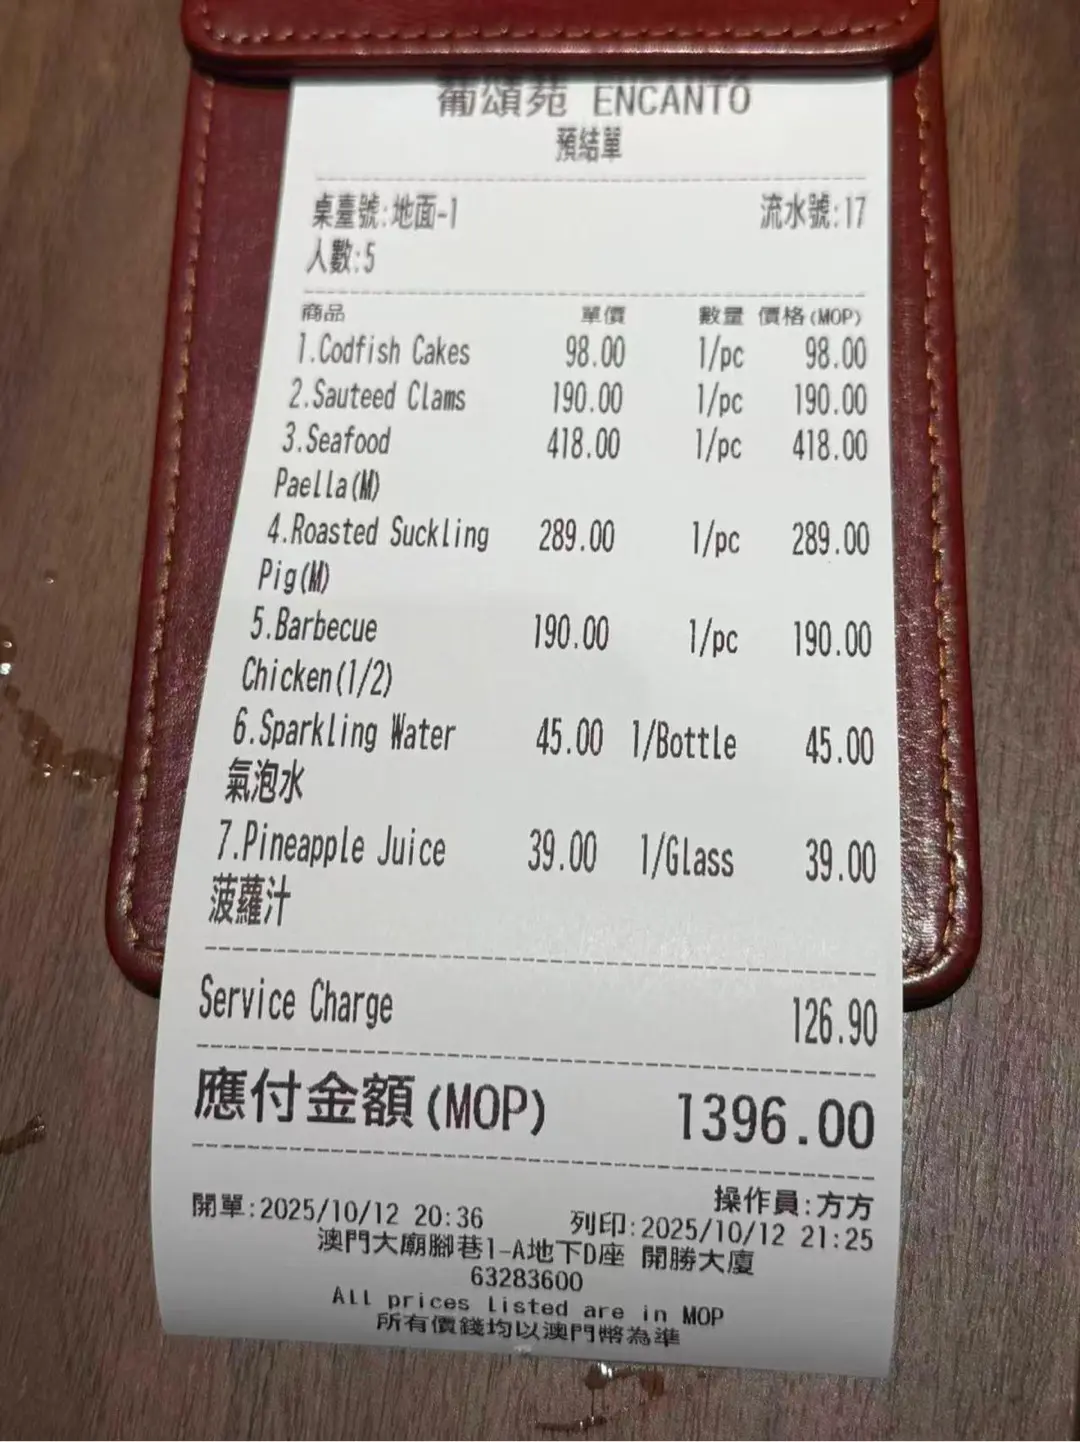 葡頌苑 ENCANTO
預結單
桌臺號:地面-1 流水號:17
人數:5
商品 單價 數量 價格(MOP)
1.Codfish Cakes 98.00 1/pc 98.00
2.Sauteed Clams 190.00 1/pc 190.00
3.Seafood 418.00 1/pc 418.00
Paella(M)
4.Roasted Suckling 289.00 1/pc 289.00
Pig(M)
5.Barbecue 190.00 1/pc 190.00
Chicken(1/2)
6.Sparkling Water 45.00 1/Bottle 45.00
氣泡水
7.Pineapple Juice 39.00 1/Glass 39.00
菠蘿汁
Service Charge 126.90
應付金額(MOP) 1396.00
操作員:方方
開單:2025/10/12 20:36 列印:2025/10/12 21:25
澳門大廟腳巷1-A地下D座 開勝大廈
63283600
All prices listed are in MOP
所有價錢均以澳門幣為準